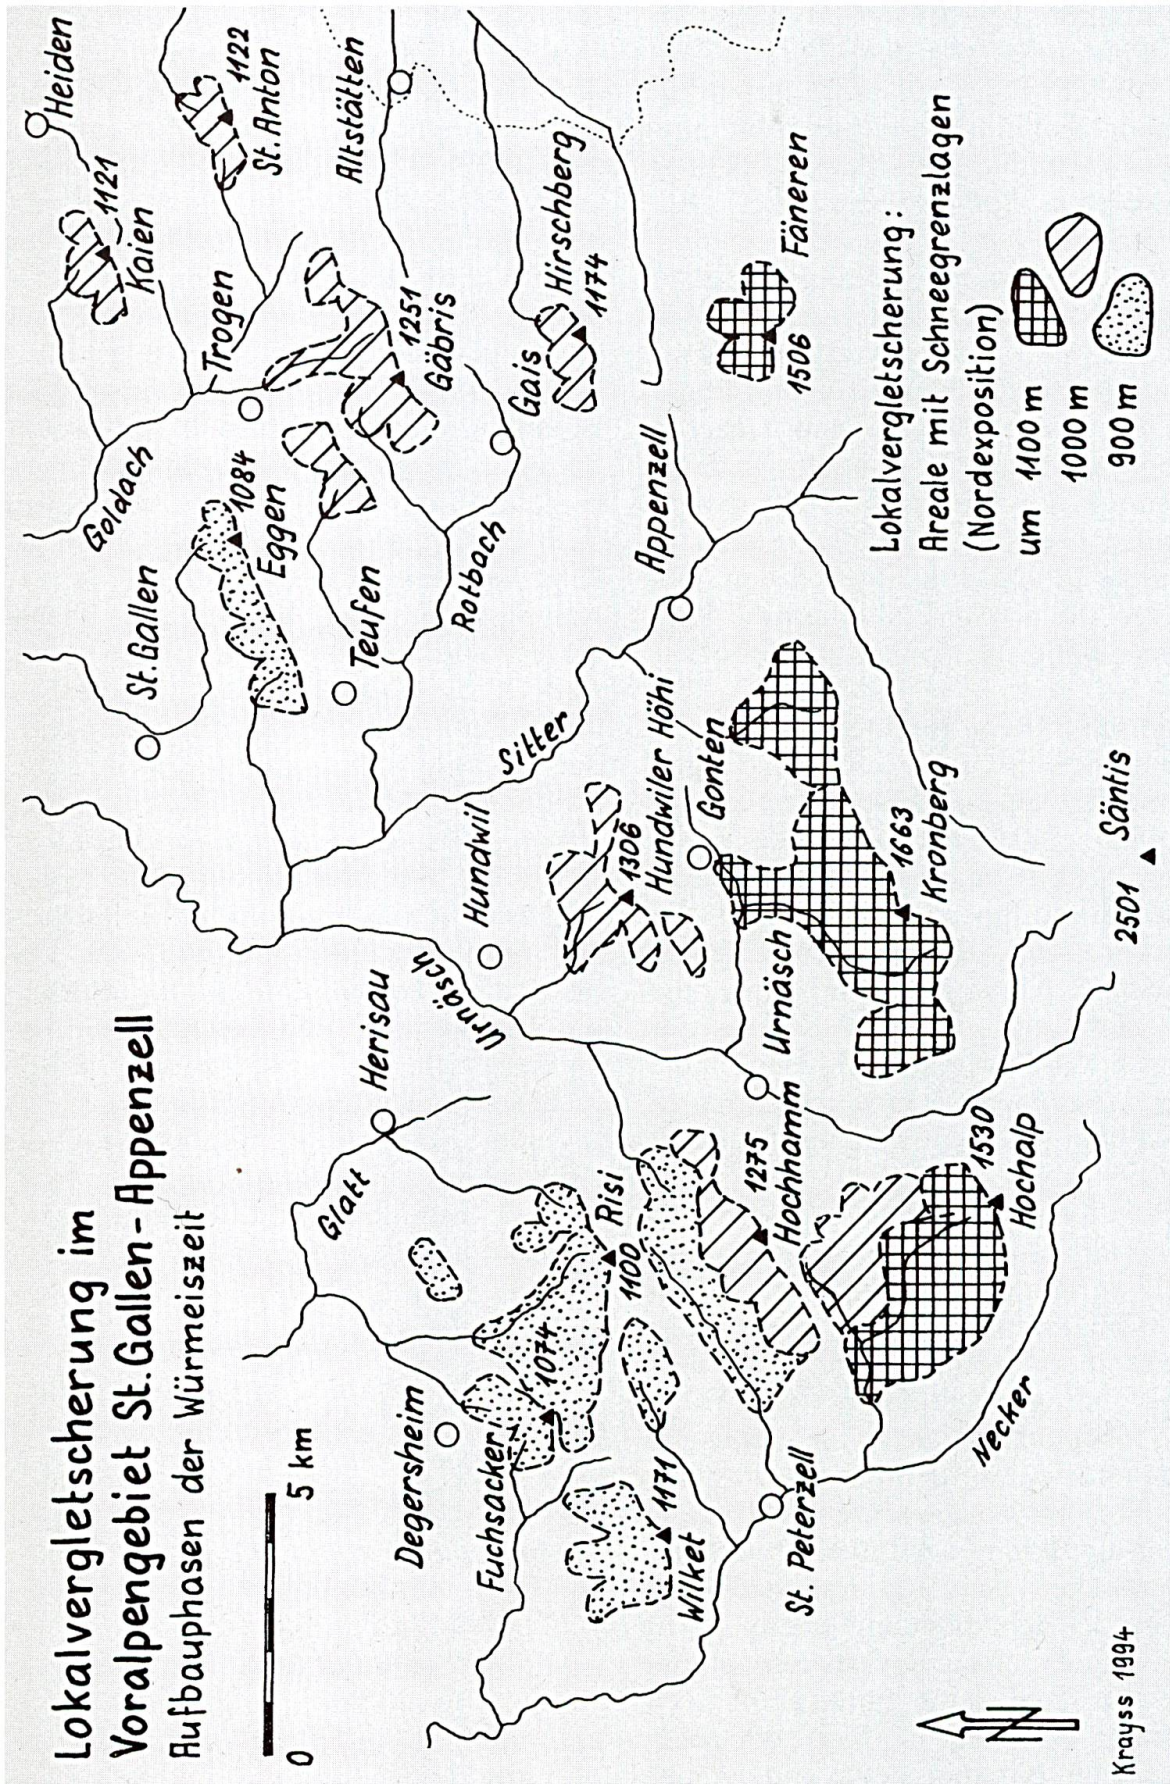 Lokalvergletscherung im
Voralpengebiet St.Gallen-Appenzell
Aufbauphasen der Würmeiszeit
0
5 km
Degersheim
Fuchsacker
1074
Wilket
1171
St. Peterzell
Necker
Glatt
Herisau
Risi
1100
1275
Hochhamm
1530
Hochalp
Urnäsch
Hundwil
Urnäsch
1306
Hundwiler Höhi
Gonten
1663
Kronberg
2501
Säntis
Sitter
St.Gallen
Goldach
1084
Eggen
Teufen
Rotbach
Appenzell
Trogen
1251
Gäbris
Gais
Hirschberg
1174
Heiden
1121
Kaien
1122
St.Anton
Altstätten
Fäneren
1506
Lokalvergletscherung:
Areale mit Schneegrenzlagen
(Nordexposition)
um 1100 m
1000 m
900 m
N
Krayss 1994